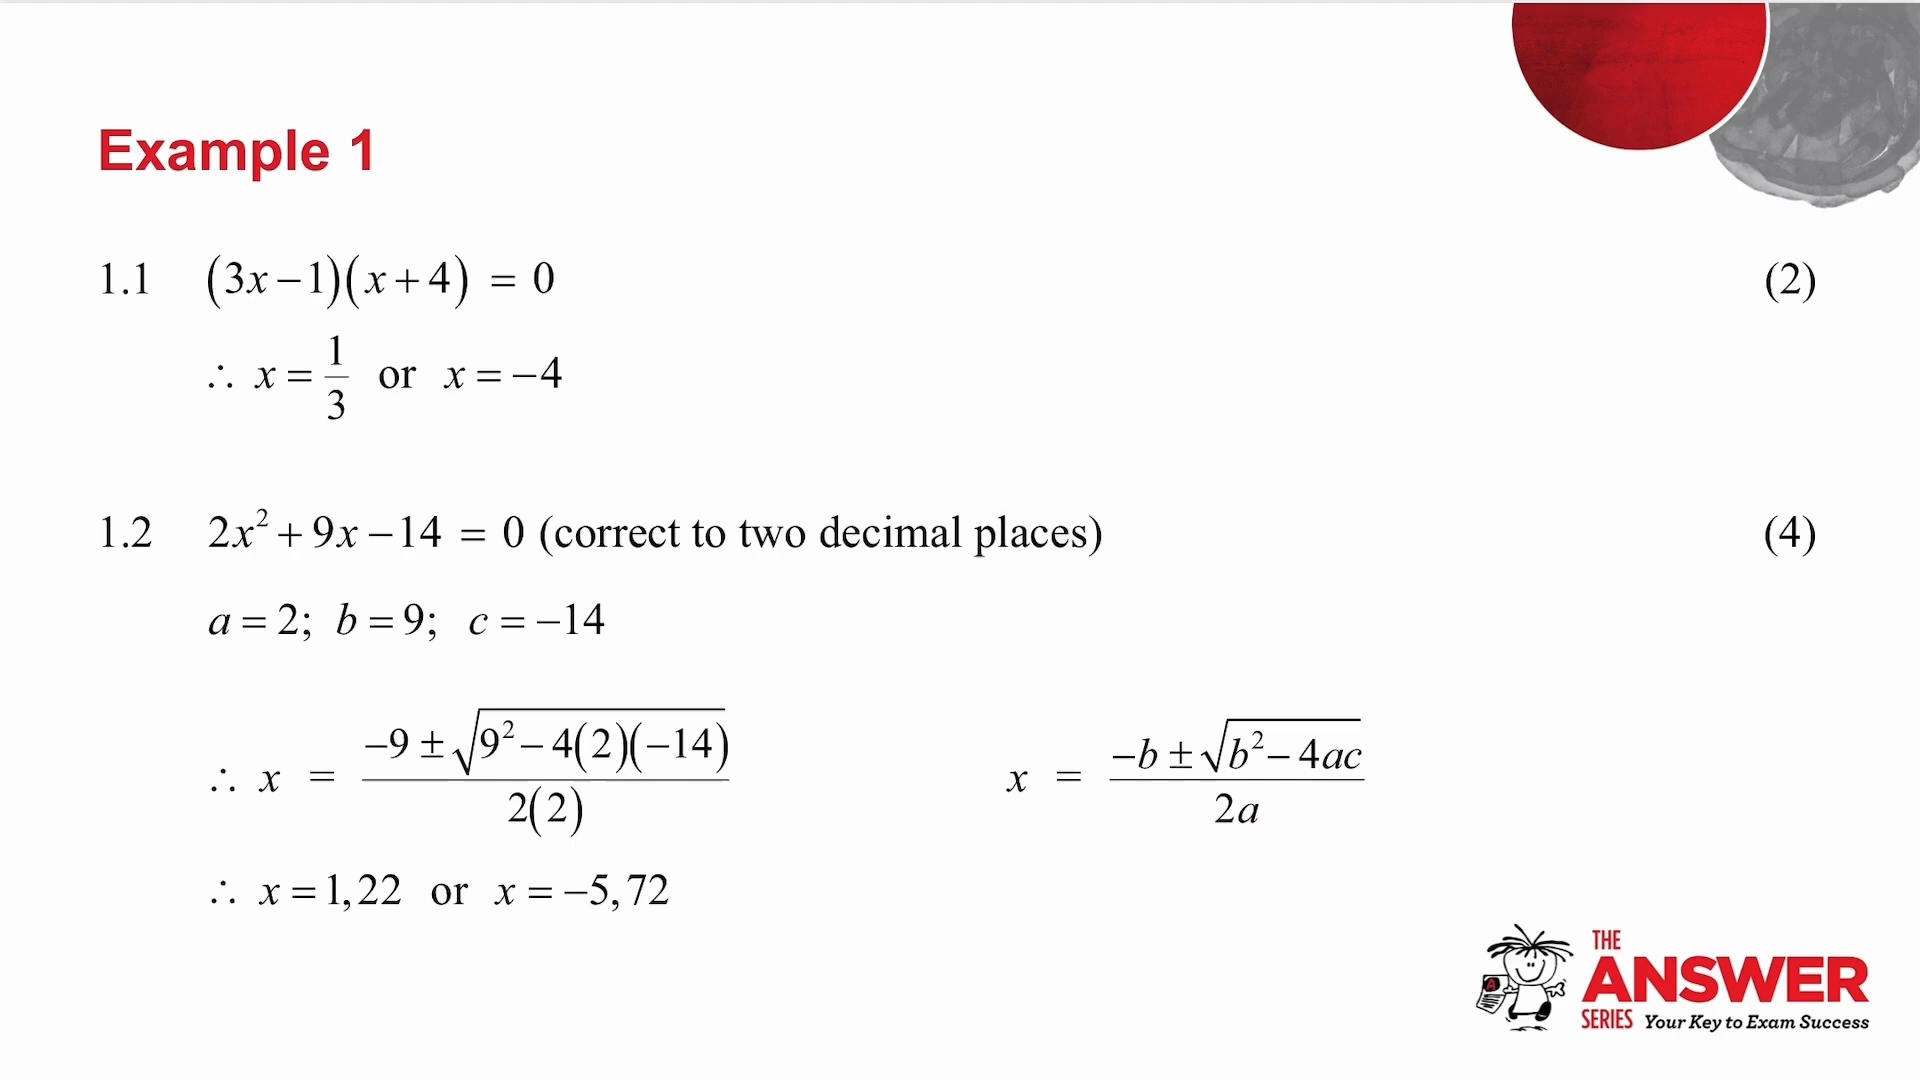 Example 1
1.1 (3x−1)(x+4) = 0 (2)
∴ x = 1/3 or x = −4
1.2 2x² + 9x − 14 = 0 (correct to two decimal places) (4)
a = 2; b = 9; c = −14
∴ x = (−9 ± √(9² − 4(2)(−14)))/(2(2)) x = (−b ± √(b² − 4ac))/(2a)
∴ x = 1,22 or x = −5,72
THE
ANSWER
SERIES Your Key to Exam Success
A